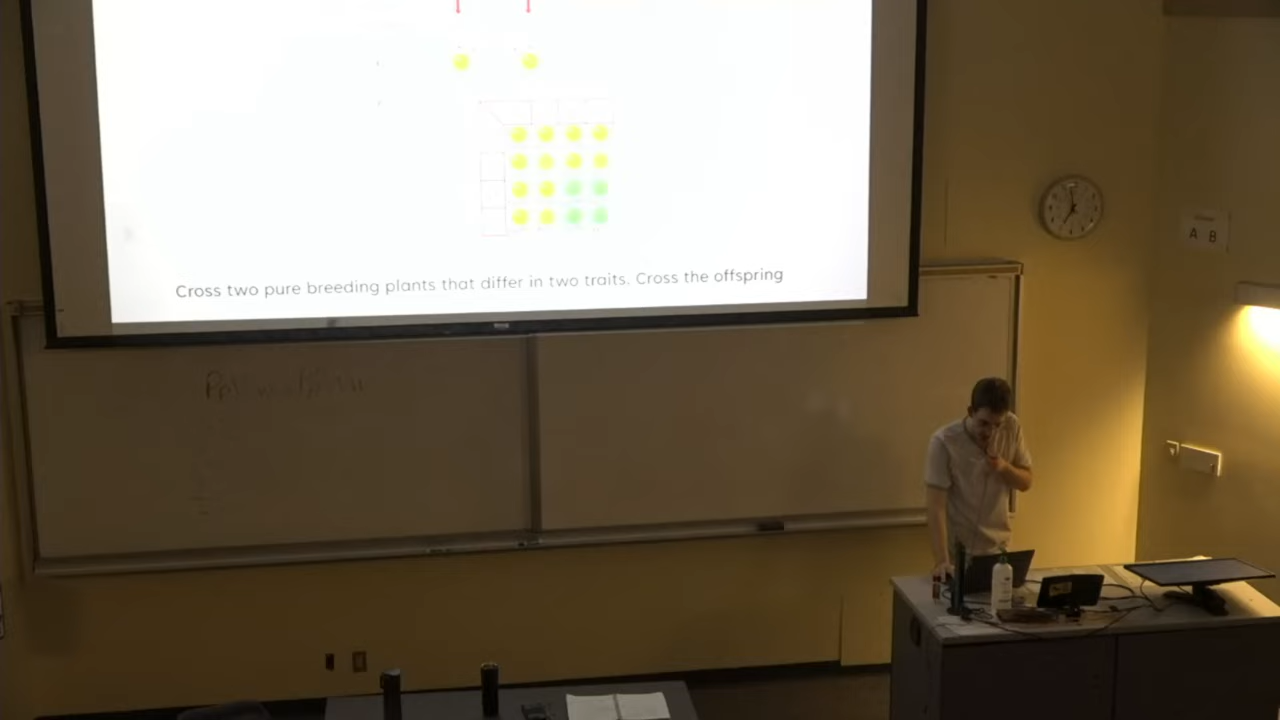 Cross two pure breeding plants that differ in two traits. Cross the offspring
A B